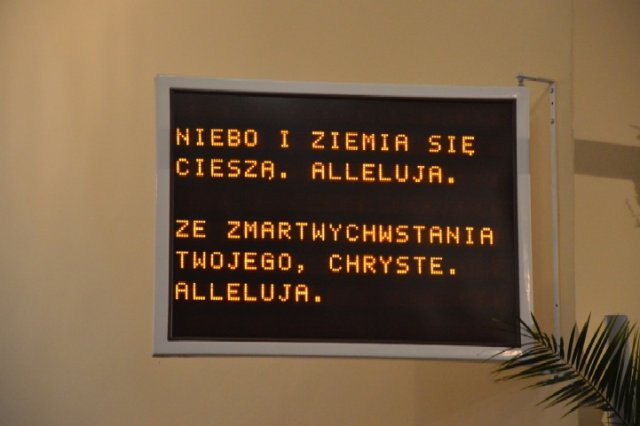 NIEBO I ZIEMIA SIĘ
CIESZĄ. ALLELUJA.
ZE ZMARTWYCHWSTANIA
TWOJEGO, CHRYSTE.
ALLELUJA.